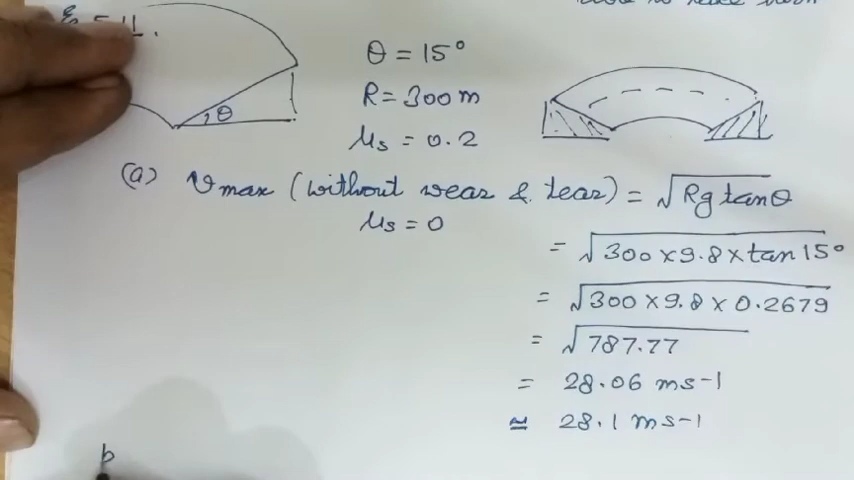 θ = 15°
R = 300 m
μs = 0.2
θ
(a) vmax (without wear & tear) = √Rg tanθ
μs = 0
= √300 × 9.8 × tan 15°
= √300 × 9.8 × 0.2679
= √787.77
= 28.06 ms-1
≃ 28.1 ms-1
b